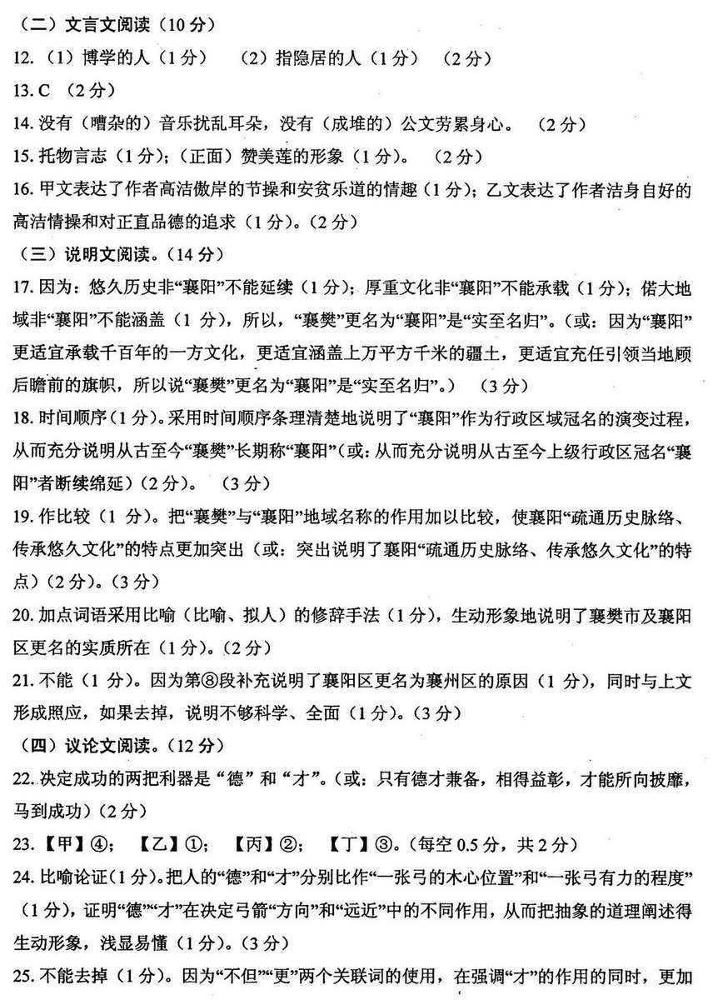 （二）文言文阅读（10 分）
12.（1）博学的人（1 分）　（2）指隐居的人（1 分）　（2 分）
13. C　（2 分）
14. 没有（嘈杂的）音乐扰乱耳朵，没有（成堆的）公文劳累身心。　（2 分）
15. 托物言志（1 分）；（正面）赞美莲的形象（1 分）。　（2 分）
16. 甲文表达了作者高洁傲岸的节操和安贫乐道的情趣（1 分）；乙文表达了作者洁身自好的
高洁情操和对正直品德的追求（1 分）。（2 分）
（三）说明文阅读。（14 分）
17. 因为：悠久历史非“襄阳”不能延续（1 分）；厚重文化非“襄阳”不能承载（1 分）；偌大地
域非“襄阳”不能涵盖（1 分），所以，“襄樊”更名为“襄阳”是“实至名归”。（或：因为“襄阳”
更适宜承载千百年的一方文化，更适宜涵盖上万平方千米的疆土，更适宜充任引领当地顾
后瞻前的旗帜，所以说“襄樊”更名为“襄阳”是“实至名归”。）　（3 分）
18. 时间顺序（1 分）。采用时间顺序条理清楚地说明了“襄阳”作为行政区域冠名的演变过程，
从而充分说明从古至今“襄樊”长期称“襄阳”（或：从而充分说明从古至今上级行政区冠名“襄
阳”者断续绵延）（2 分）。　（3 分）
19. 作比较（1 分）。把“襄樊”与“襄阳”地域名称的作用加以比较，使襄阳“疏通历史脉络、
传承悠久文化”的特点更加突出（或：突出说明了襄阳“疏通历史脉络、传承悠久文化”的特
点）（2 分）。（3 分）
20. 加点词语采用比喻（比喻、拟人）的修辞手法（1 分），生动形象地说明了襄樊市及襄阳
区更名的实质所在（1 分）。（2 分）
21. 不能（1 分）。因为第⑧段补充说明了襄阳区更名为襄州区的原因（1 分），同时与上文
形成照应，如果去掉，说明不够科学、全面（1 分）。（3 分）
（四）议论文阅读。（12 分）
22. 决定成功的两把利器是“德”和“才”。（或：只有德才兼备，相得益彰，才能所向披靡，
马到成功）（2 分）
23.【甲】④；　【乙】①；　【丙】②；　【丁】③。（每空 0.5 分，共 2 分）
24. 比喻论证（1 分）。把人的“德”和“才”分别比作“一张弓的木心位置”和“一张弓有力的程度”
（1 分），证明“德”“才”在决定弓箭“方向”和“远近”中的不同作用，从而把抽象的道理阐述得
生动形象，浅显易懂（1 分）。（3 分）
25. 不能去掉（1 分）。因为“不但”“更”两个关联词的使用，在强调“才”的作用的同时，更加